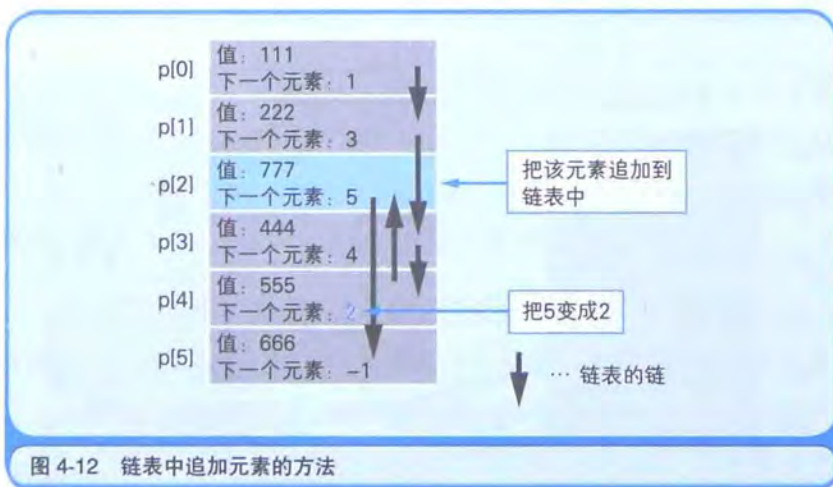 p[0]
值：111
下一个元素：1
p[1]
值：222
下一个元素：3
p[2]
值：777
下一个元素：5
把该元素追加到
链表中
p[3]
值：444
下一个元素：4
p[4]
值：555
下一个元素：2
把5变成2
p[5]
值：666
下一个元素：-1
… 链表的链
图 4-12 链表中追加元素的方法